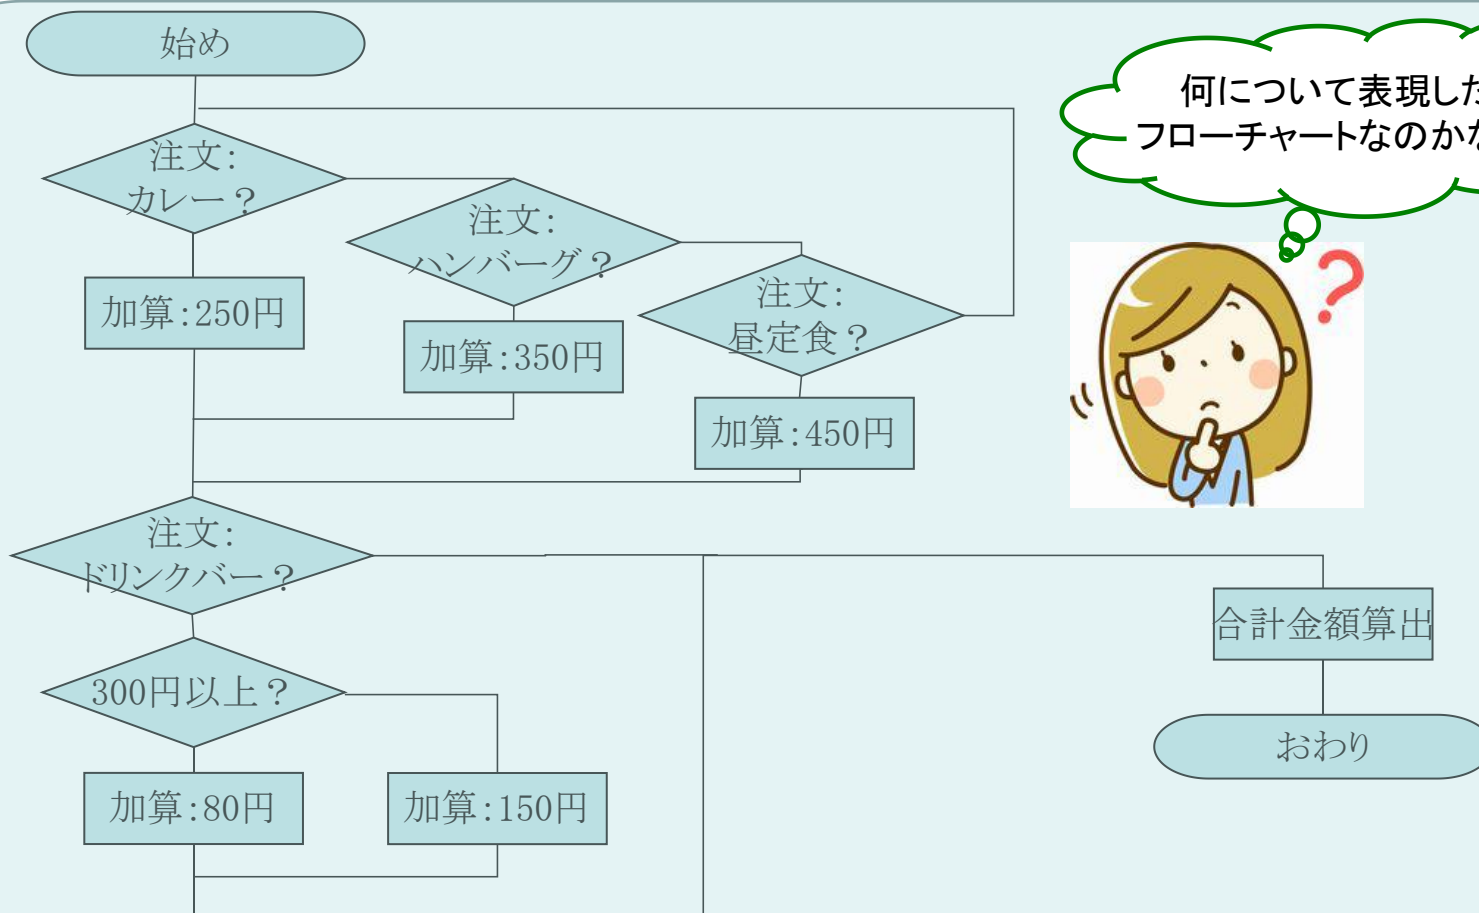 始め
何について表現した
フローチャートなのかな
注文:
カレー？
注文:
ハンバーグ？
注文:
昼定食？
加算:250円
加算:350円
加算:450円
注文:
ドリンクバー？
合計金額算出
300円以上？
おわり
加算:80円
加算:150円